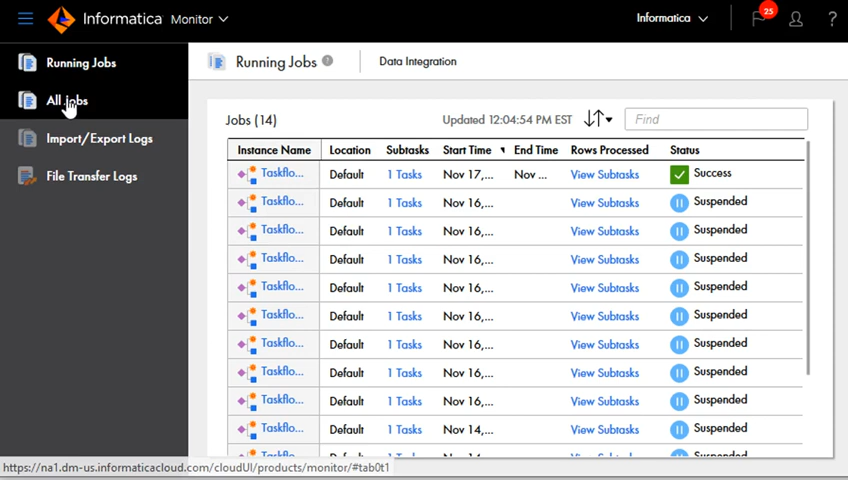 Informatica Monitor
Informatica
25
?
Running Jobs
All Jobs
Import/Export Logs
File Transfer Logs
Running Jobs ? Data Integration
Jobs (14) Updated 12:04:54 PM EST Find
Instance Name Location Subtasks Start Time End Time Rows Processed Status
Taskflo... Default 1 Tasks Nov 17,... Nov ... View Subtasks Success
Taskflo... Default 1 Tasks Nov 16,... View Subtasks Suspended
Taskflo... Default 1 Tasks Nov 16,... View Subtasks Suspended
Taskflo... Default 1 Tasks Nov 16,... View Subtasks Suspended
Taskflo... Default 1 Tasks Nov 16,... View Subtasks Suspended
Taskflo... Default 1 Tasks Nov 16,... View Subtasks Suspended
Taskflo... Default 1 Tasks Nov 16,... View Subtasks Suspended
Taskflo... Default 1 Tasks Nov 16,... View Subtasks Suspended
Taskflo... Default 1 Tasks Nov 16,... View Subtasks Suspended
Taskflo... Default 1 Tasks Nov 14,... View Subtasks Suspended
https://na1.dm-us.informaticacloud.com/cloudUI/products/monitor/#tab0t1